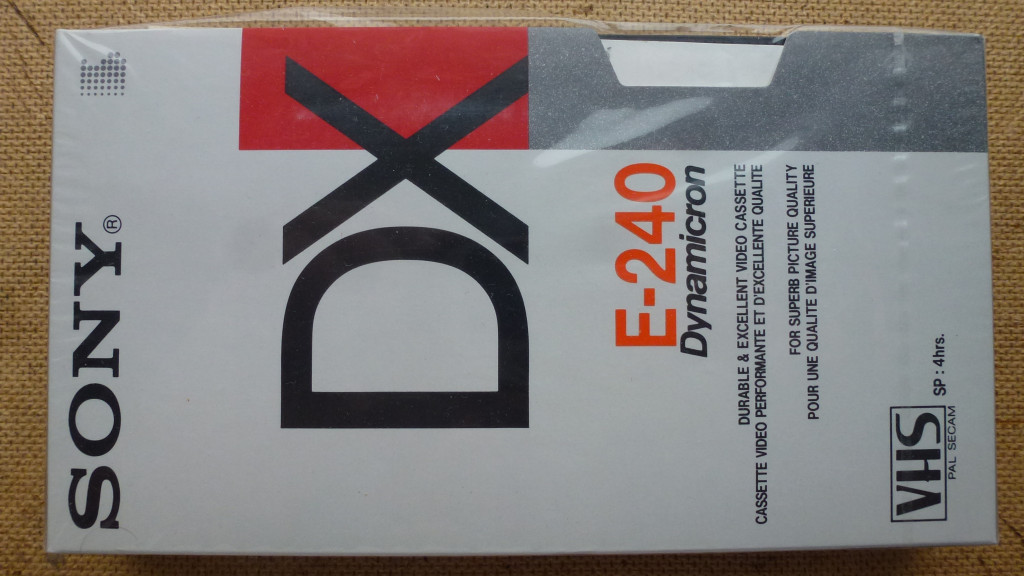 SONY®
DX
E-240
Dynamicron
DURABLE & EXCELLENT VIDEO CASSETTE
CASSETTE VIDEO PERFORMANTE ET D'EXCELLENTE QUALITE
FOR SUPERB PICTURE QUALITY
POUR UNE QUALITE D'IMAGE SUPERIEURE
VHS
PAL SECAM
SP : 4hrs.